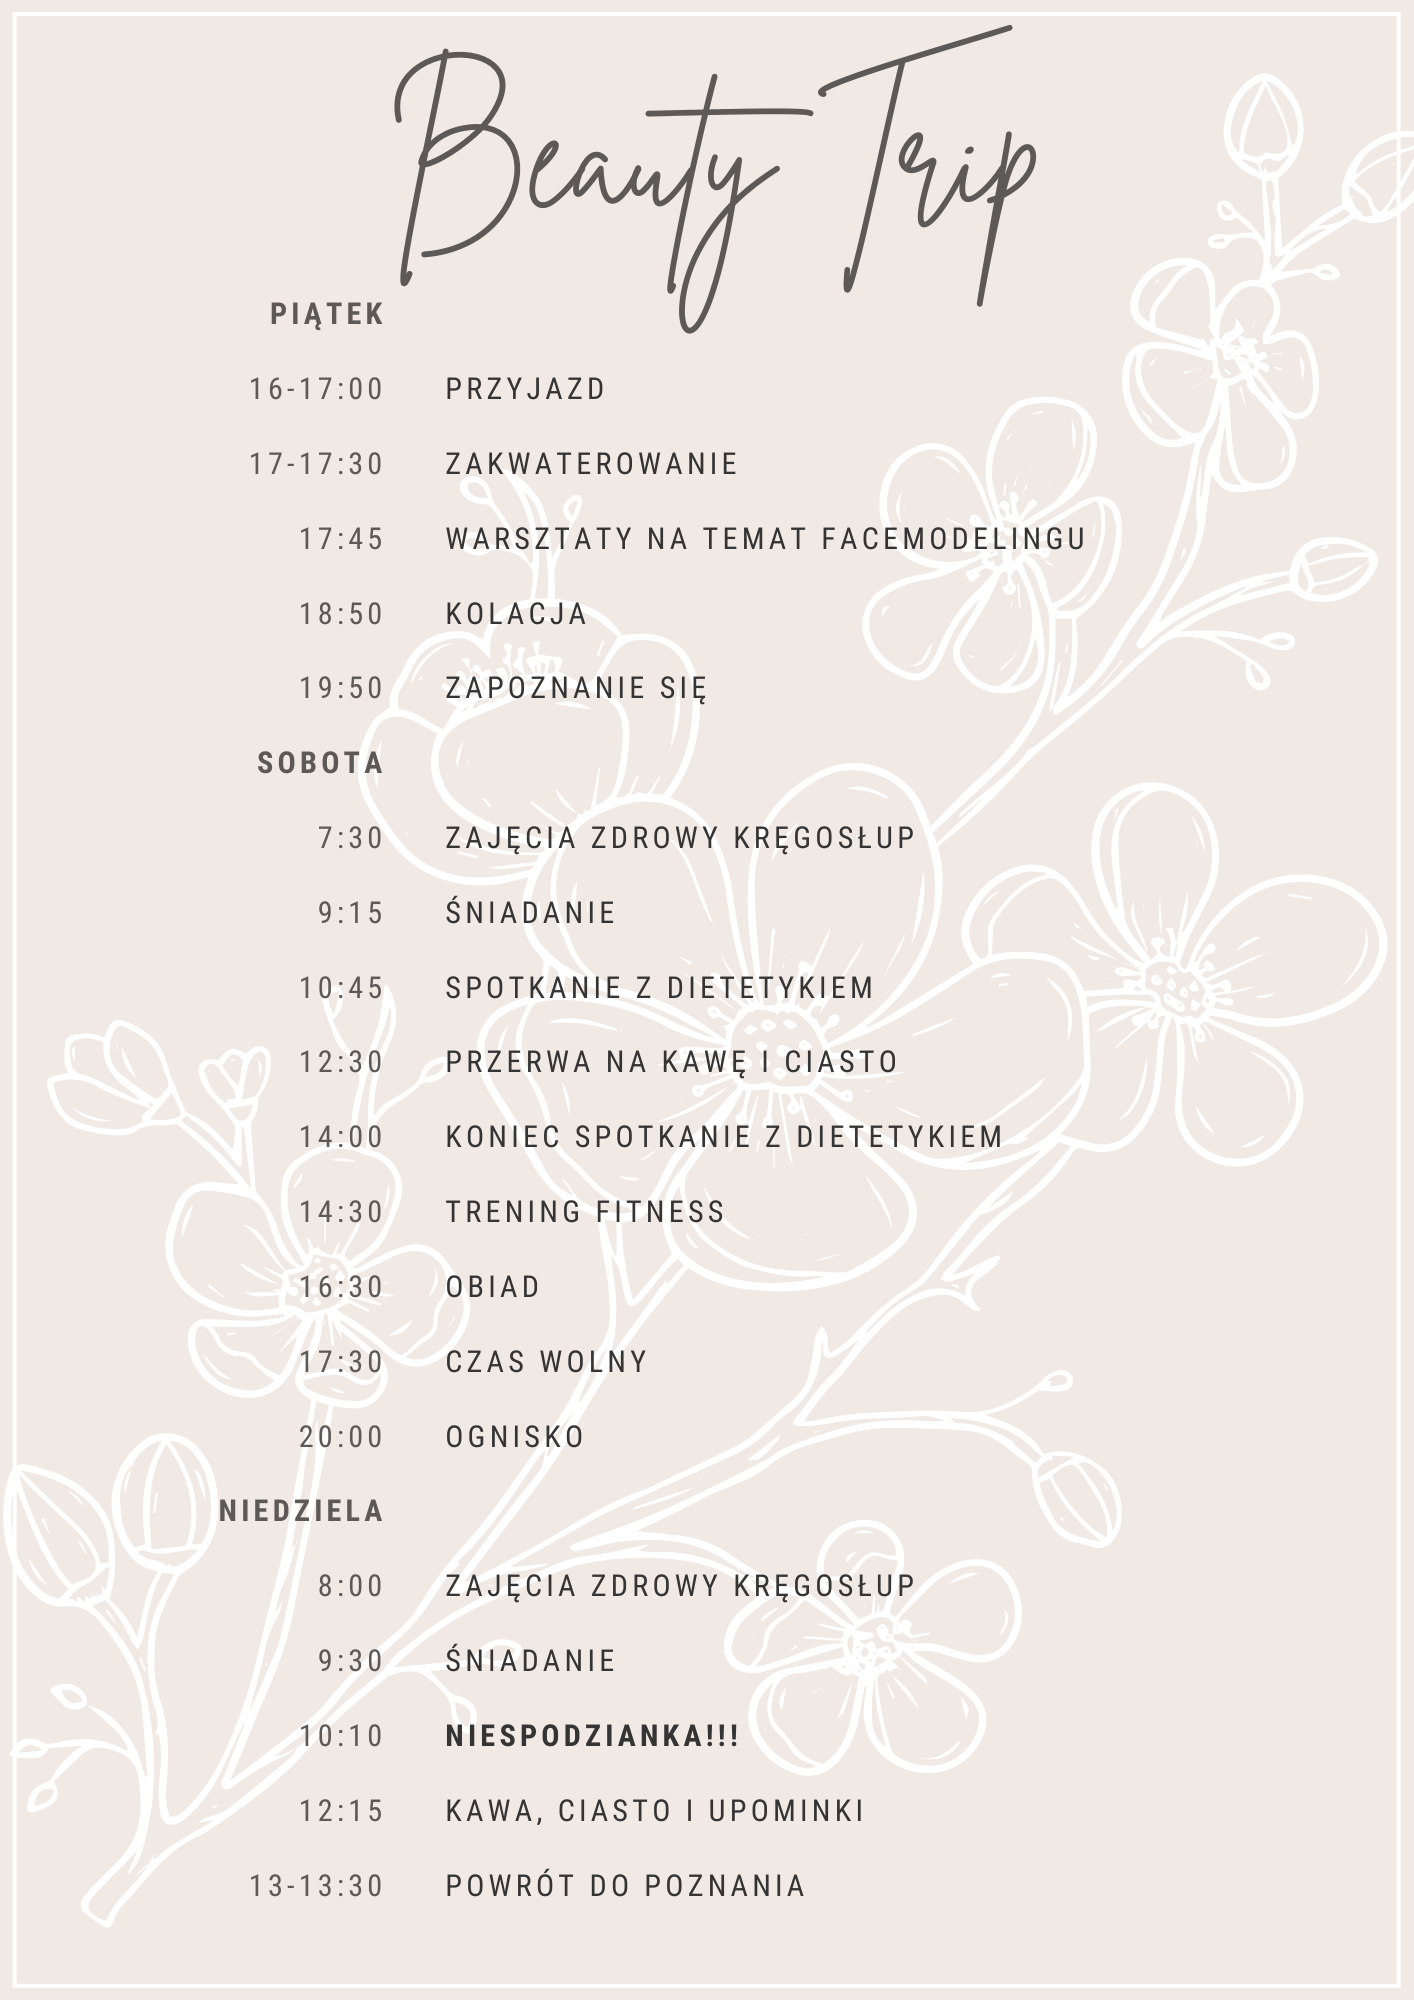 Beauty Trip
PIĄTEK
16-17:00 PRZYJAZD
17-17:30 ZAKWATEROWANIE
17:45 WARSZTATY NA TEMAT FACEMODELINGU
18:50 KOLACJA
19:50 ZAPOZNANIE SIĘ
SOBOTA
7:30 ZAJĘCIA ZDROWY KRĘGOSŁUP
9:15 ŚNIADANIE
10:45 SPOTKANIE Z DIETETYKIEM
12:30 PRZERWA NA KAWĘ I CIASTO
14:00 KONIEC SPOTKANIE Z DIETETYKIEM
14:30 TRENING FITNESS
16:30 OBIAD
17:30 CZAS WOLNY
20:00 OGNISKO
NIEDZIELA
8:00 ZAJĘCIA ZDROWY KRĘGOSŁUP
9:30 ŚNIADANIE
10:10 NIESPODZIANKA!!!
12:15 KAWA, CIASTO I UPOMINKI
13-13:30 POWRÓT DO POZNANIA